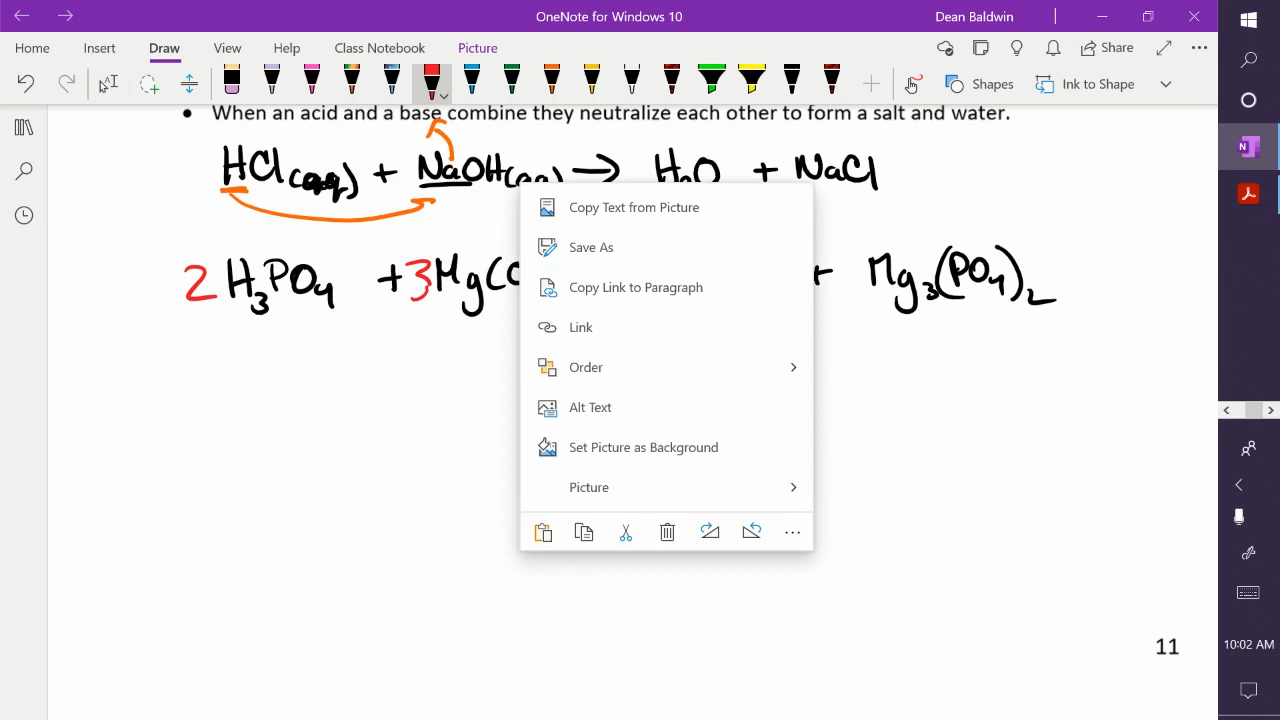 OneNote for Windows 10
Dean Baldwin
Home Insert Draw View Help Class Notebook Picture
Share
Shapes Ink to Shape
• When an acid and a base combine they neutralize each other to form a salt and water.
HCl(aq) + NaOH(aq) → H2O + NaCl
2 H3PO4 + 3 Mg(O + Mg3(PO4)2
Copy Text from Picture
Save As
Copy Link to Paragraph
Link
Order
Alt Text
Set Picture as Background
Picture
11
10:02 AM